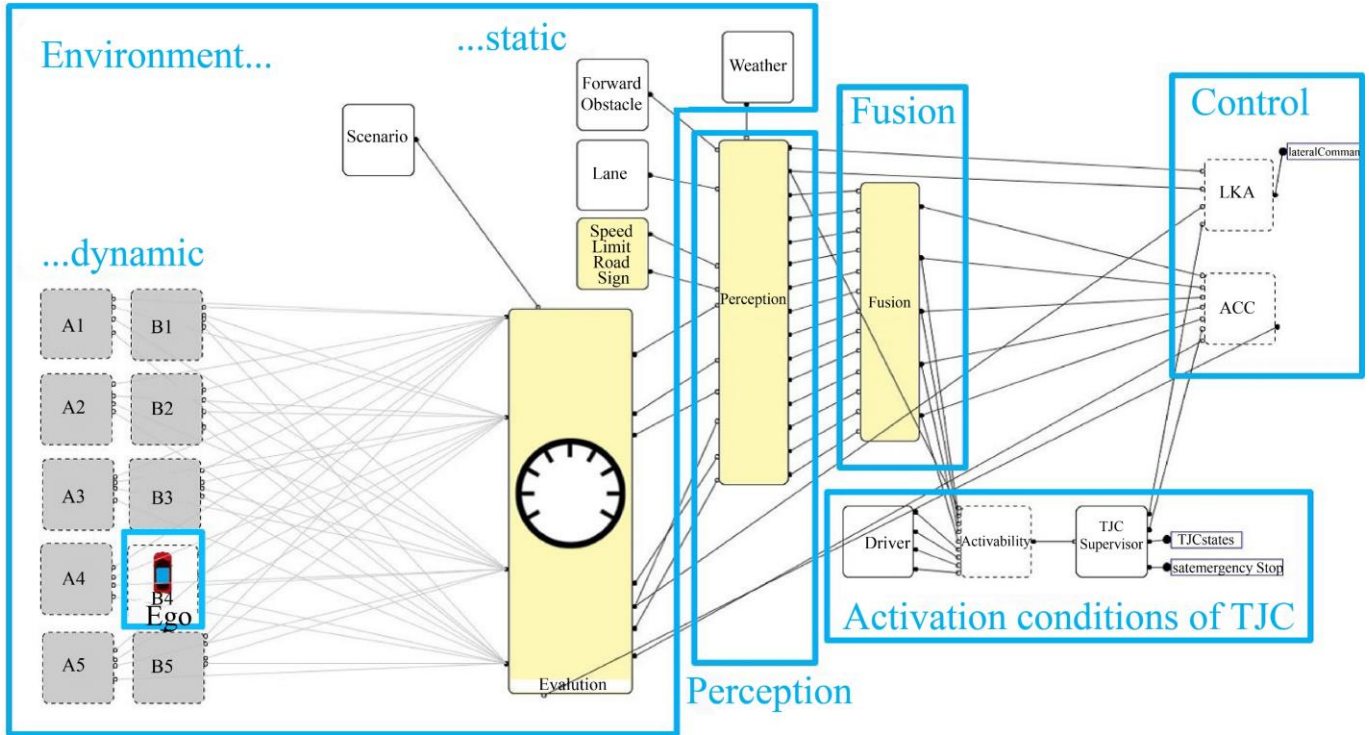 Environment...
...static
Weather
Forward
Obstacle
Scenario
Lane
Speed
Limit
Road
Sign
Fusion
Control
lateralComman
LKA
...dynamic
A1
B1
Perception
Fusion
ACC
A2
B2
A3
B3
A4
B4
Ego
A5
B5
Evalution
Perception
Driver
Activability
TJC
Supervisor
TJCstates
satemergency Stop
Activation conditions of TJC